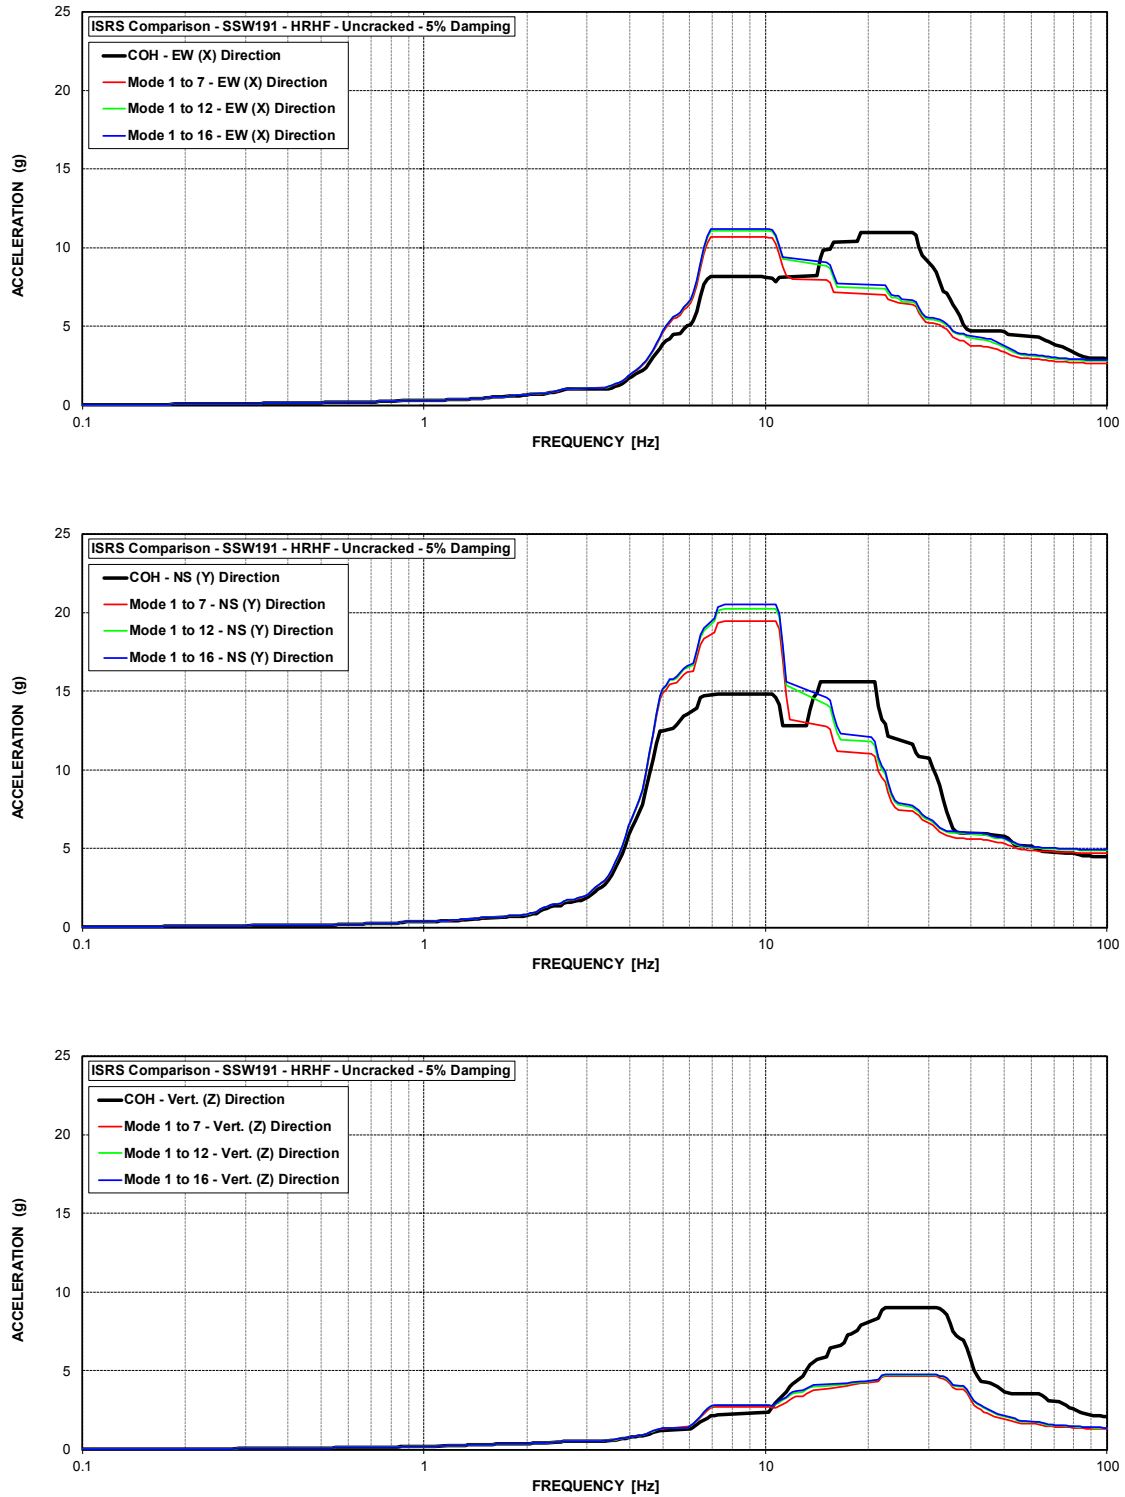 ISRS Comparison - SSW191 - HRHF - Uncracked - 5% Damping
COH - EW (X) Direction
Mode 1 to 7 - EW (X) Direction
Mode 1 to 12 - EW (X) Direction
Mode 1 to 16 - EW (X) Direction
ACCELERATION (g)
25
20
15
10
5
0
0.1 1 10 100
FREQUENCY [Hz]
ISRS Comparison - SSW191 - HRHF - Uncracked - 5% Damping
COH - NS (Y) Direction
Mode 1 to 7 - NS (Y) Direction
Mode 1 to 12 - NS (Y) Direction
Mode 1 to 16 - NS (Y) Direction
ACCELERATION (g)
25
20
15
10
5
0
0.1 1 10 100
FREQUENCY [Hz]
ISRS Comparison - SSW191 - HRHF - Uncracked - 5% Damping
COH - Vert. (Z) Direction
Mode 1 to 7 - Vert. (Z) Direction
Mode 1 to 12 - Vert. (Z) Direction
Mode 1 to 16 - Vert. (Z) Direction
ACCELERATION (g)
25
20
15
10
5
0
0.1 1 10 100
FREQUENCY [Hz]